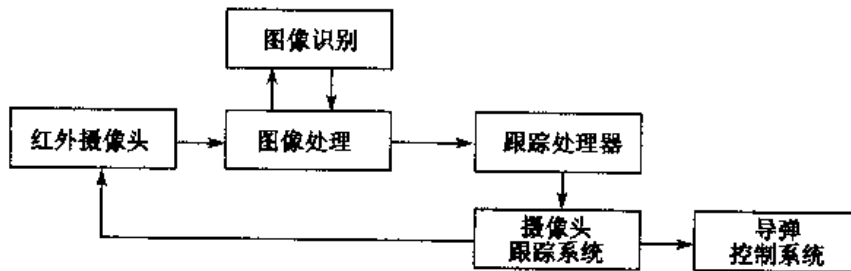 图像识别
红外摄像头
图像处理
跟踪处理器
摄像头
跟踪系统
导弹
控制系统